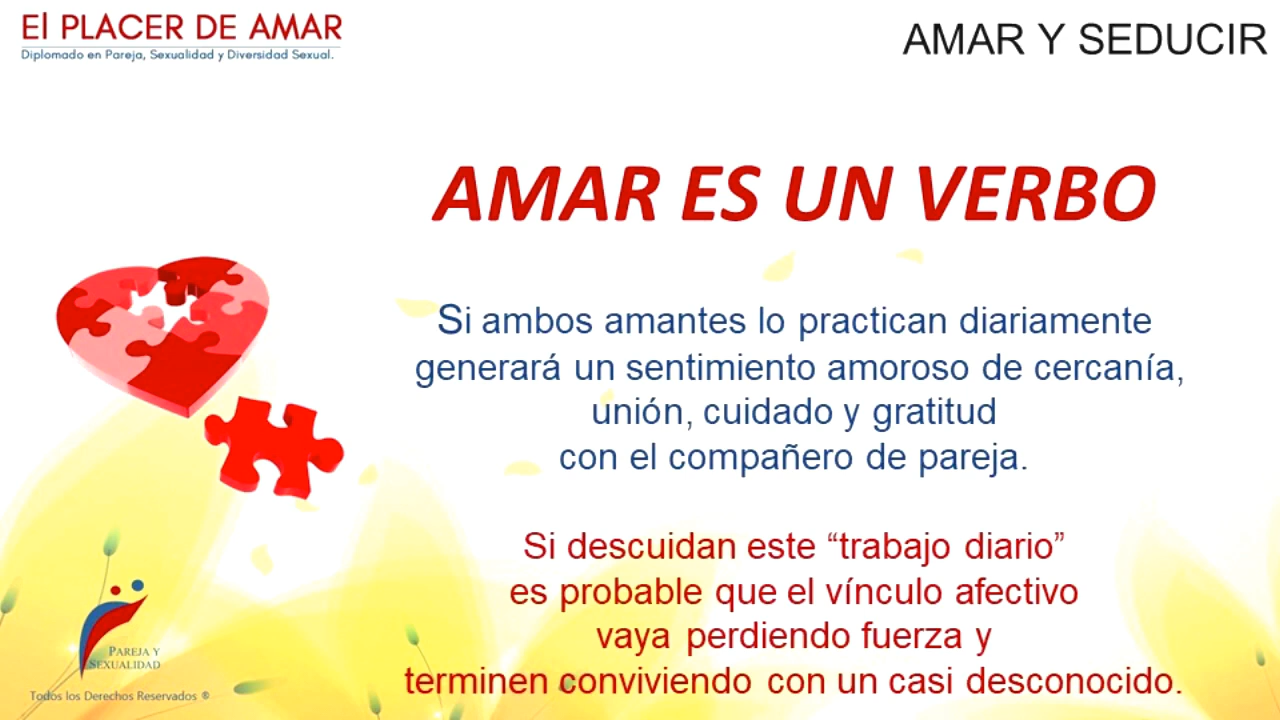 El PLACER DE AMAR
Diplomado en Pareja, Sexualidad y Diversidad Sexual.
AMAR Y SEDUCIR
AMAR ES UN VERBO
Si ambos amantes lo practican diariamente
generará un sentimiento amoroso de cercanía,
unión, cuidado y gratitud
con el compañero de pareja.
Si descuidan este “trabajo diario”
es probable que el vínculo afectivo
vaya perdiendo fuerza y
terminen conviviendo con un casi desconocido.
PAREJA Y
SEXUALIDAD
Todos los Derechos Reservados ®